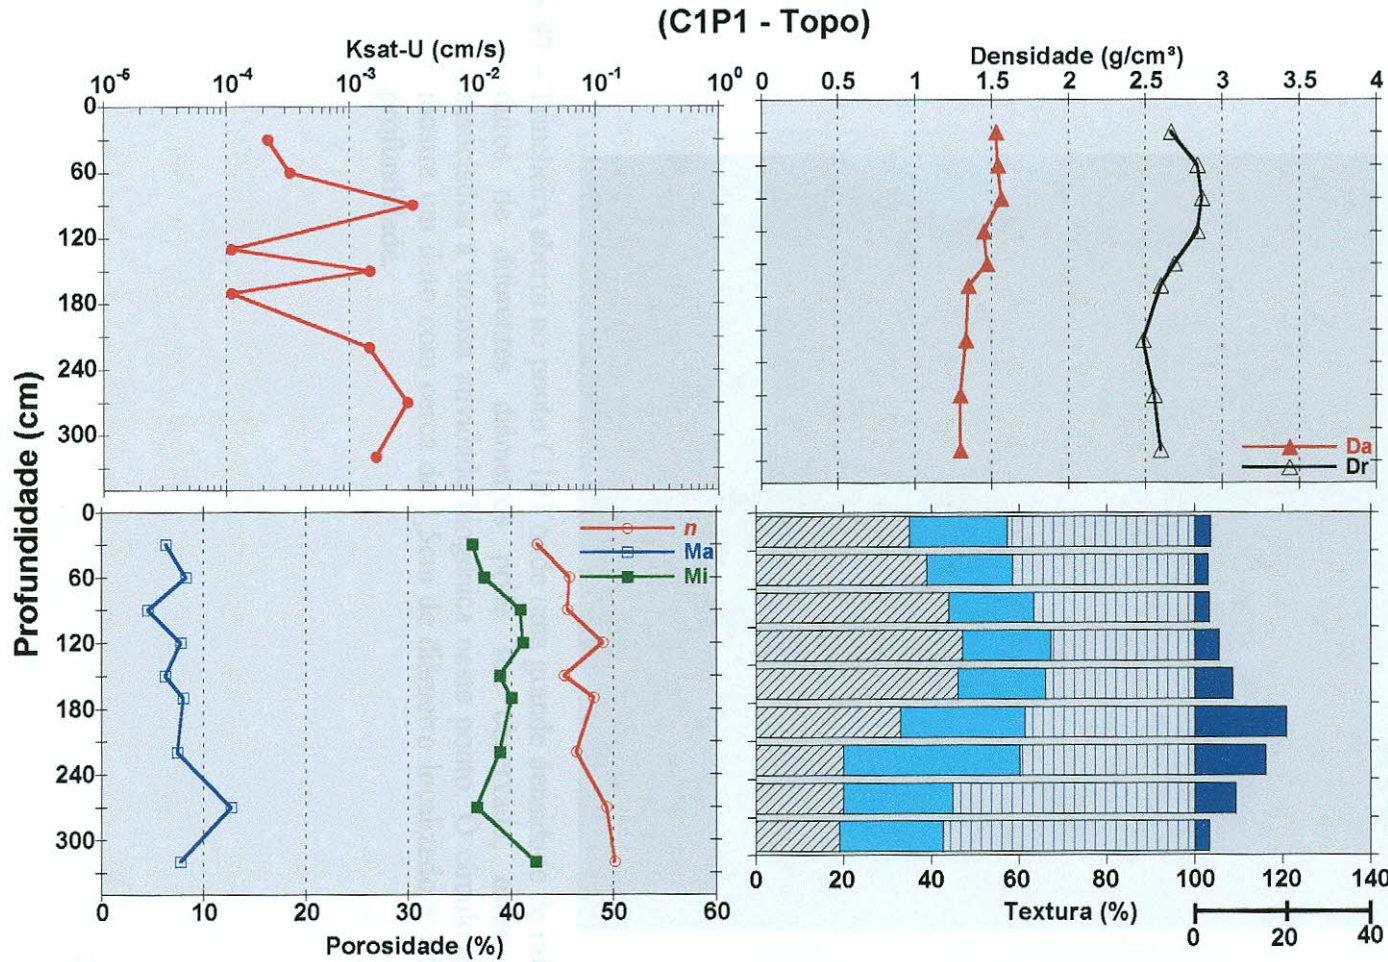 (C1P1 - Topo)
Ksat-U (cm/s)
Densidade (g/cm³)
10⁻⁵ 10⁻⁴ 10⁻³ 10⁻² 10⁻¹ 10⁰
0 0.5 1 1.5 2 2.5 3 3.5 4
0
60
120
180
240
300
Da
Dr
Profundidade (cm)
0
60
120
180
240
300
n
Ma
Mi
0 10 20 30 40 50 60
Porosidade (%)
0 20 40 60 80 100 120 140
Textura (%)
0 20 40